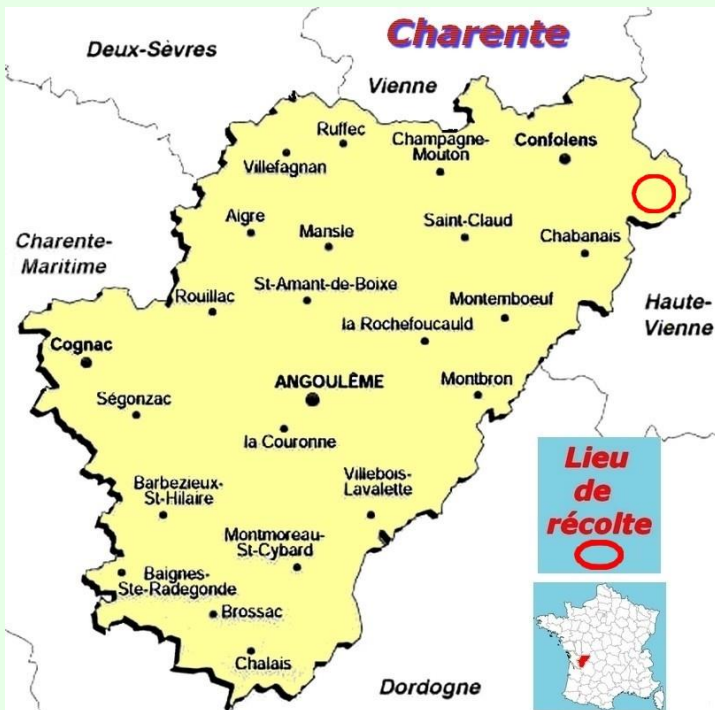 Charente
Deux-Sèvres
Vienne
Ruffec
Champagne-
Mouton
Confolens
Villefagnan
Aigre
Mansle
Saint-Claud
Chabanais
Charente-
Maritime
Rouillac
St-Amant-de-Boixe
Montemboeuf
Haute-
Vienne
la Rochefoucauld
Cognac
ANGOULÊME
Montbron
Ségonzac
la Couronne
Lieu
de
récolte
Barbezieux-
St-Hilaire
Villebois-
Lavalette
Montmoreau-
St-Cybard
Baignes-
Ste-Radegonde
Brossac
Chalais
Dordogne